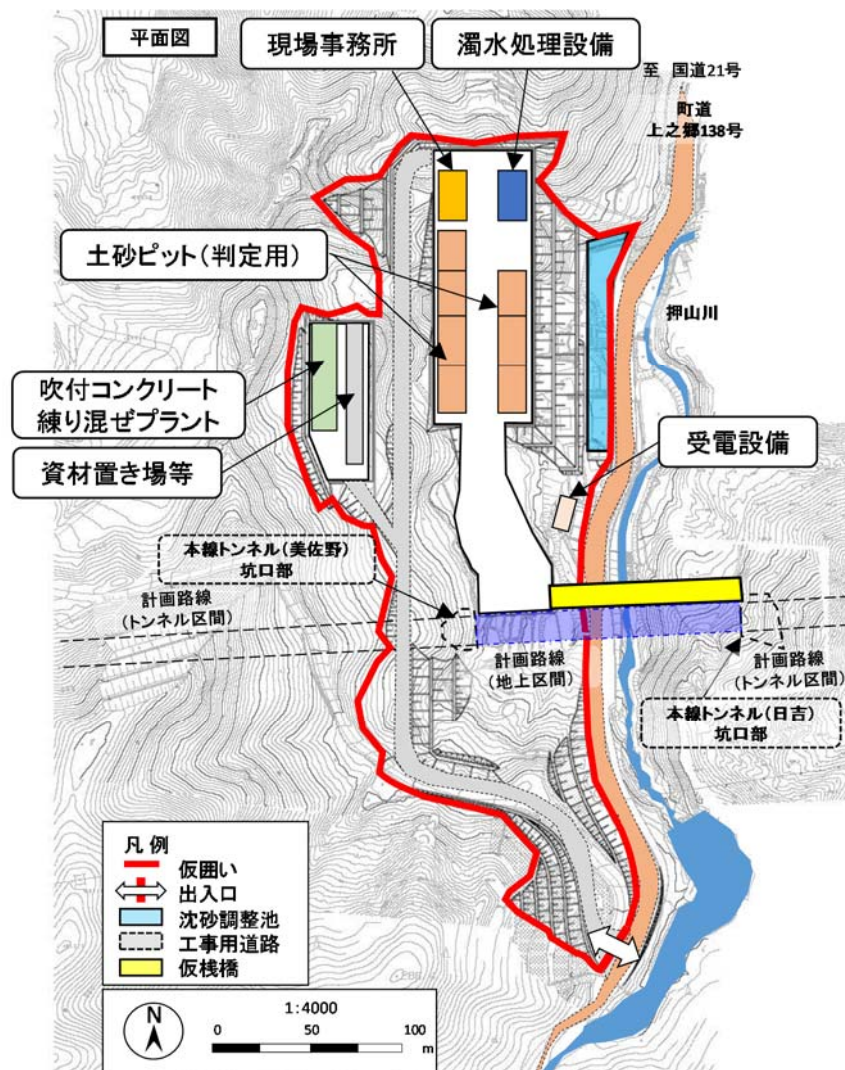 平面図
現場事務所
濁水処理設備
至 国道21号
町道
上之郷138号
土砂ピット（判定用）
押山川
吹付コンクリート
練り混ぜプラント
資材置き場等
受電設備
本線トンネル（美佐野）
坑口部
計画路線
（トンネル区間）
計画路線
（地上区間）
計画路線
（トンネル区間）
本線トンネル（日吉）
坑口部
凡 例
仮囲い
出入口
沈砂調整池
工事用道路
仮桟橋
N
1:4000
0 50 100
m